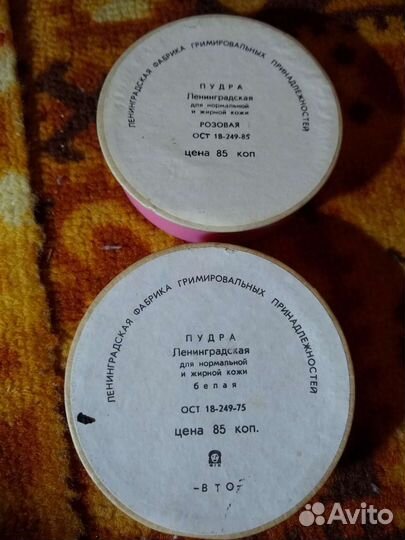 ЛЕНИНГРАДСКАЯ ФАБРИКА ГРИМИРОВАЛЬНЫХ ПРИНАДЛЕЖНОСТЕЙ
ПУДРА
Ленинградская
для нормальной
и жирной кожи
РОЗОВАЯ
ОСТ 18-249-85
цена 85 коп
ЛЕНИНГРАДСКАЯ ФАБРИКА ГРИМИРОВАЛЬНЫХ ПРИНАДЛЕЖНОСТЕЙ
ПУДРА
Ленинградская
для нормальной
и жирной кожи
белая
ОСТ 18-249-75
цена 85 коп.
–ВТО–
Avito